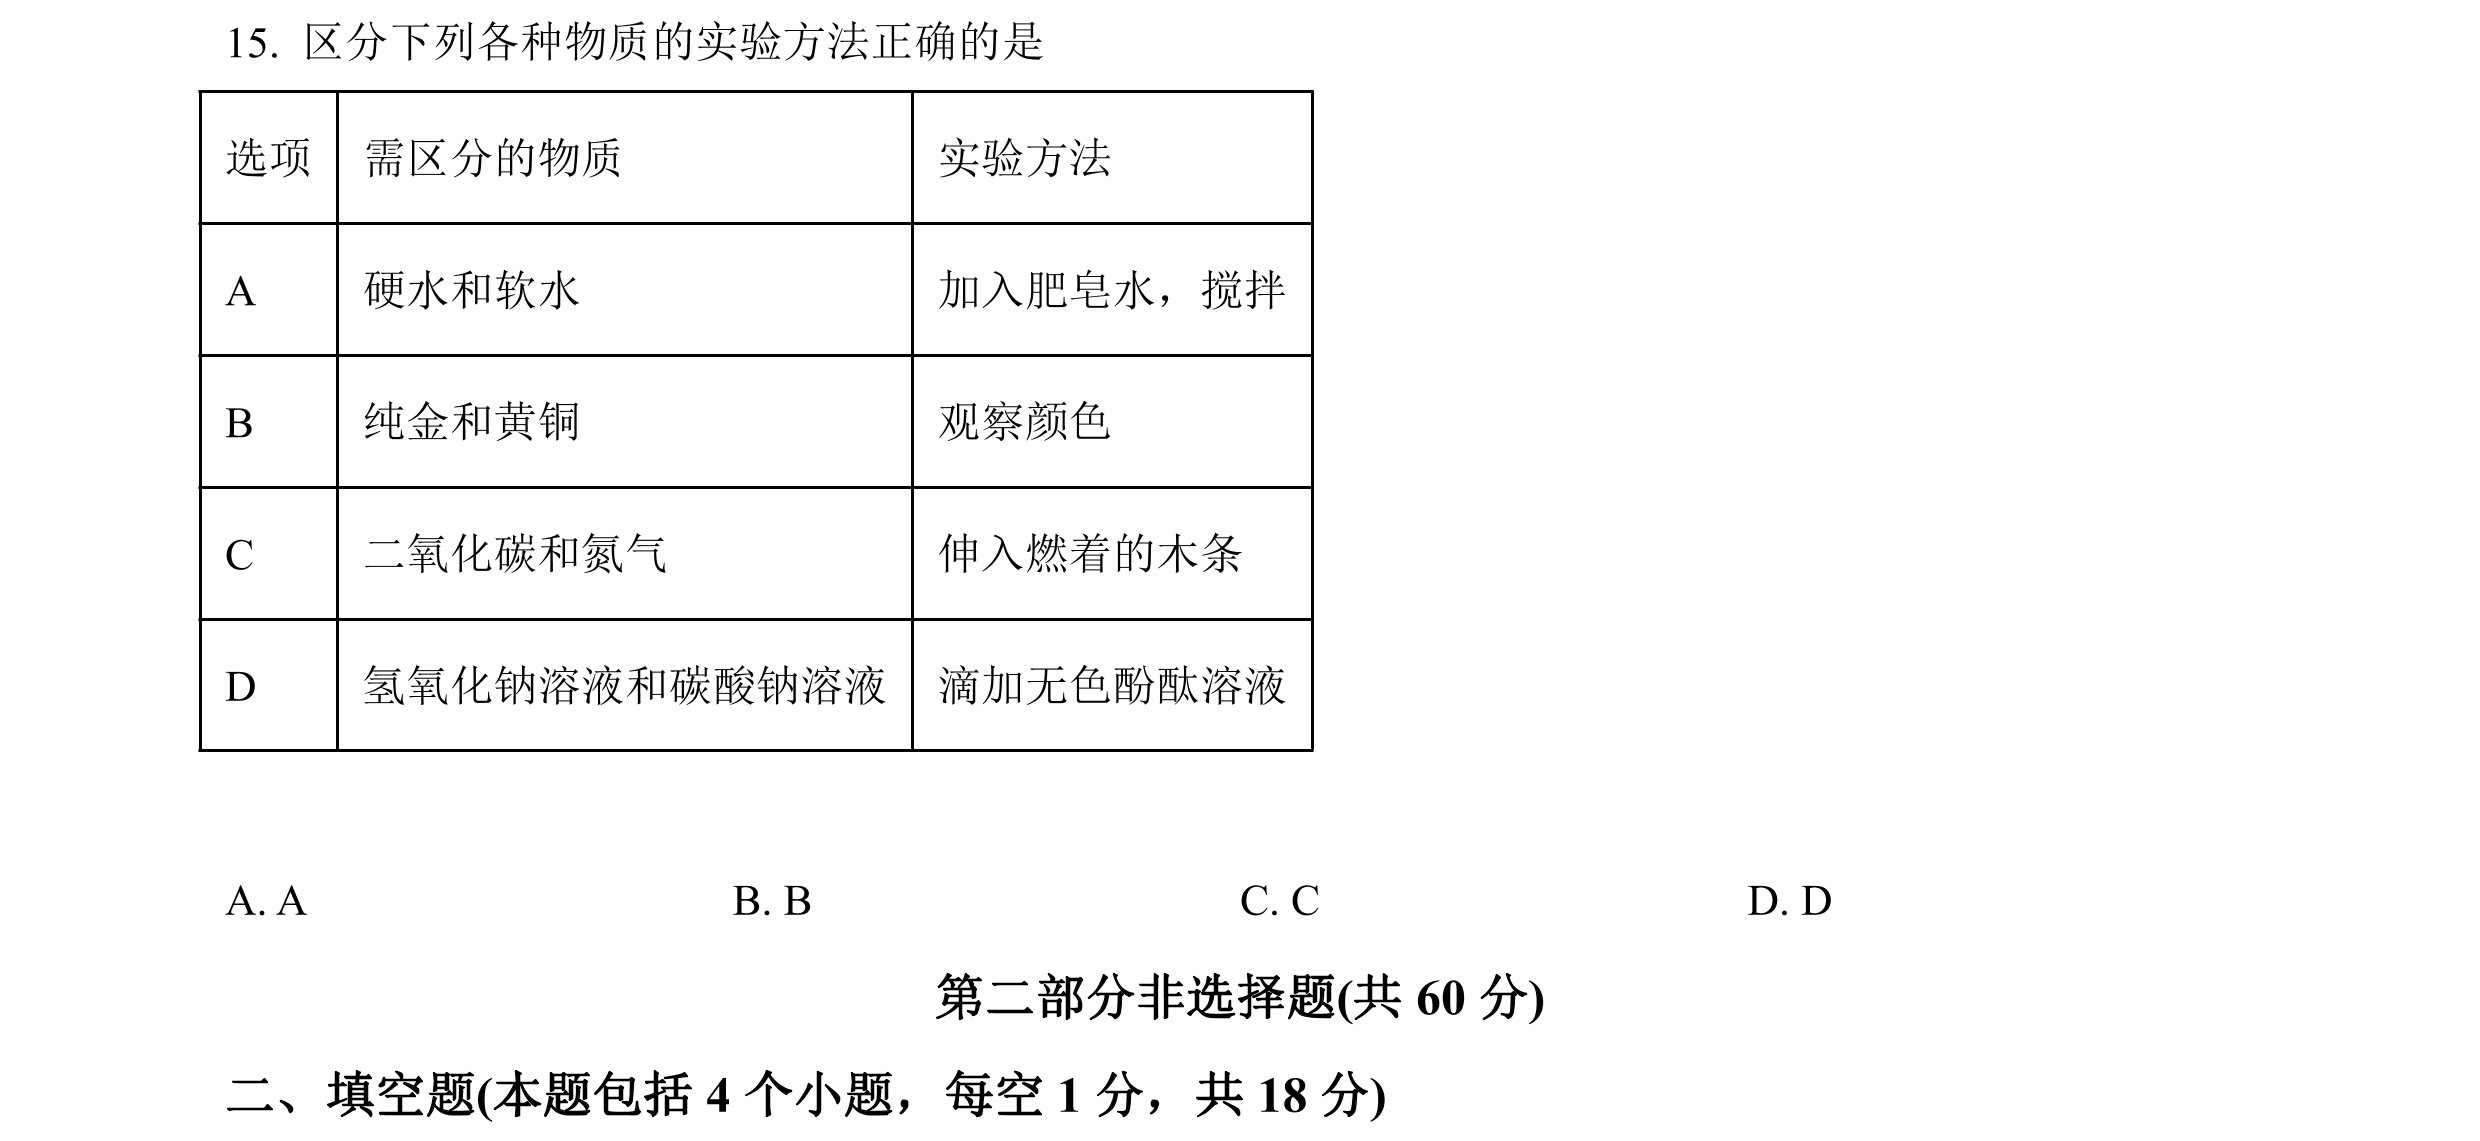 15. 区分下列各种物质的实验方法正确的是
选项 需区分的物质 实验方法
A 硬水和软水 加入肥皂水，搅拌
B 纯金和黄铜 观察颜色
C 二氧化碳和氮气 伸入燃着的木条
D 氢氧化钠溶液和碳酸钠溶液 滴加无色酚酞溶液
A. A B. B C. C D. D
第二部分非选择题(共 60 分)
二、填空题(本题包括 4 个小题，每空 1 分，共 18 分)